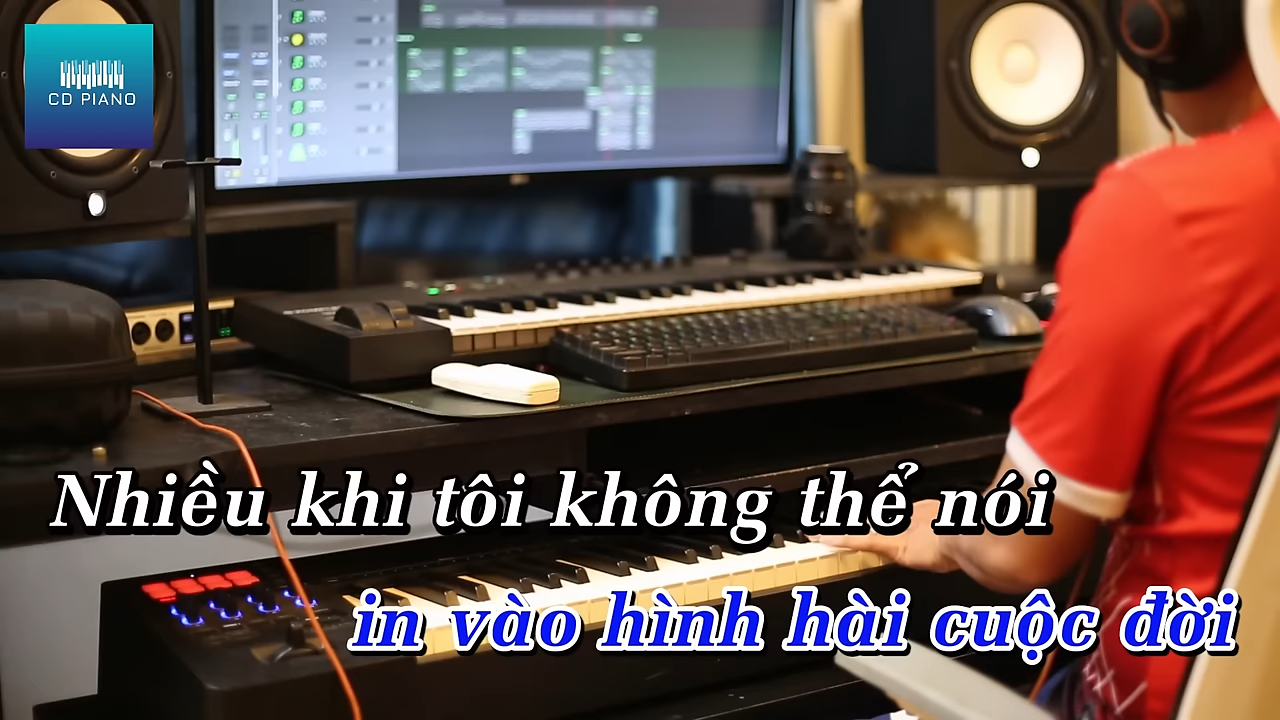 CD PIANO
Nhiều khi tôi không thể nói
in vào hình hài cuộc đời